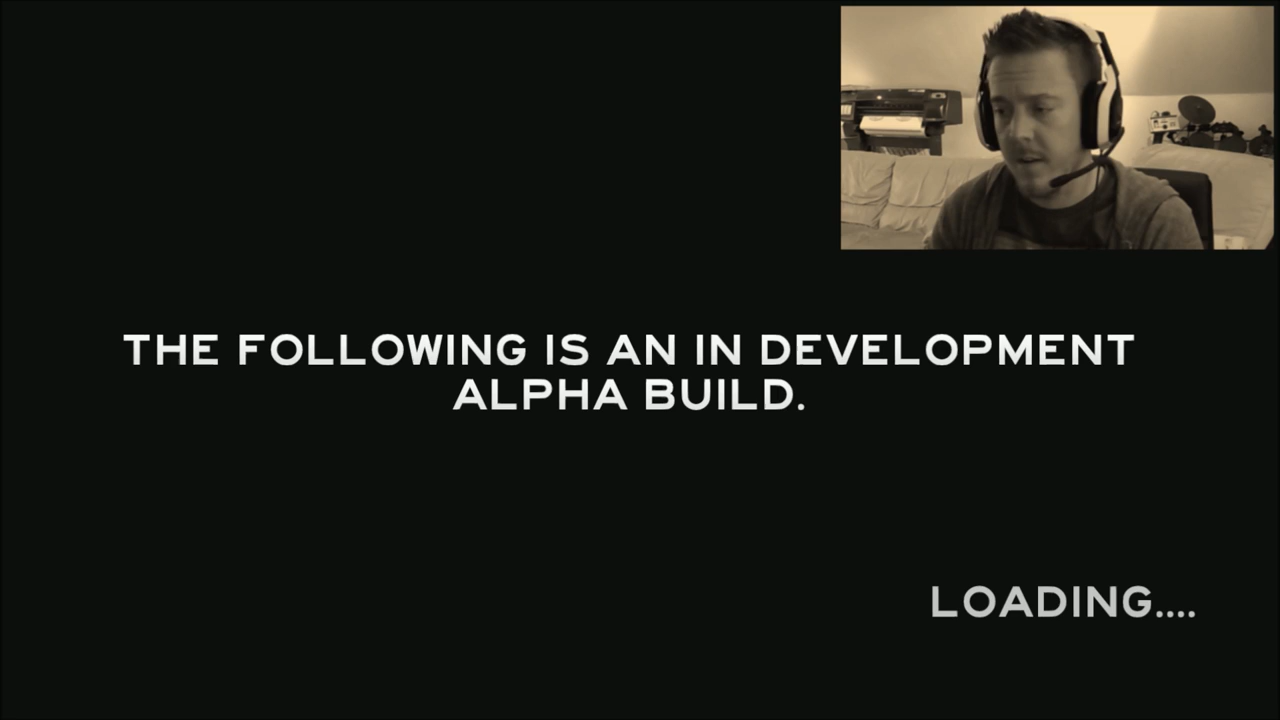 THE FOLLOWING IS AN IN DEVELOPMENT
ALPHA BUILD.
LOADING....